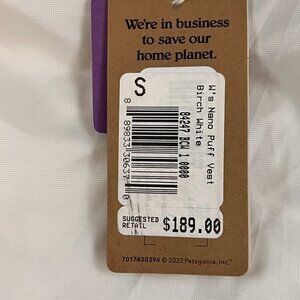 We're in business
to save our
home planet.
S
W's Nano Puff Vest
Birch White
84247 BCW 1 0000
SUGGESTED
RETAIL $189.00
7017430394 © 2022 Patagonia, Inc.